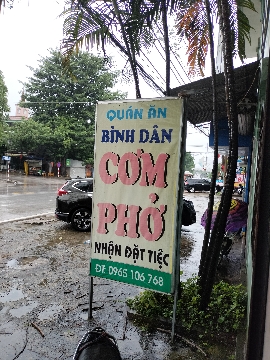 QUÁN ĂN
BÌNH DÂN
CƠM
PHỞ
NHẬN ĐẶT TIỆC
ĐT 0965 106 768